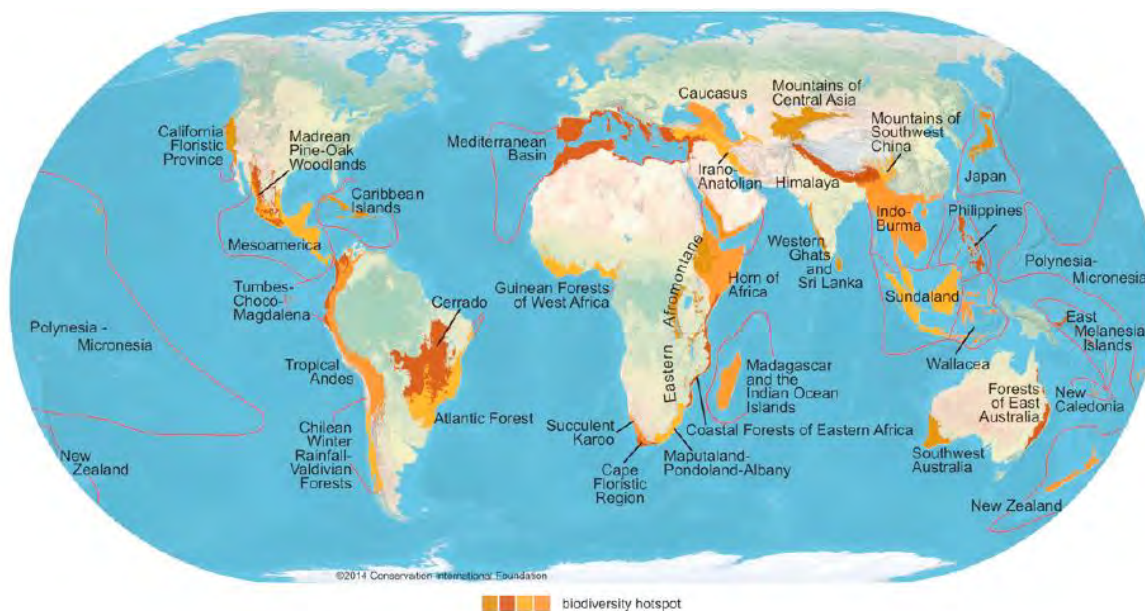 California
Floristic
Province
Madrean
Pine-Oak
Woodlands
Caribbean
Islands
Mesoamerica
Tumbes-
Choco-
Magdalena
Polynesia -
Micronesia
Cerrado
Tropical
Andes
Atlantic Forest
Chilean
Winter
Rainfall-
Valdivian
Forests
New
Zealand
Mediterranean
Basin
Caucasus
Irano-
Anatolian
Mountains of
Central Asia
Mountains of
Southwest
China
Himalaya
Japan
Indo-
Burma
Philippines
Western
Ghats and
Sri Lanka
Sundaland
Wallacea
Polynesia-
Micronesia
East
Melanesia
Islands
Guinean Forests
of West Africa
Horn of
Africa
Eastern Afromontane
Madagascar
and the
Indian Ocean
Islands
Coastal Forests of Eastern Africa
Succulent
Karoo
Cape
Floristic
Region
Maputaland-
Pondoland-Albany
Forests
of East
Australia
New
Caledonia
Southwest
Australia
New Zealand
©2014 Conservation International Foundation
biodiversity hotspot